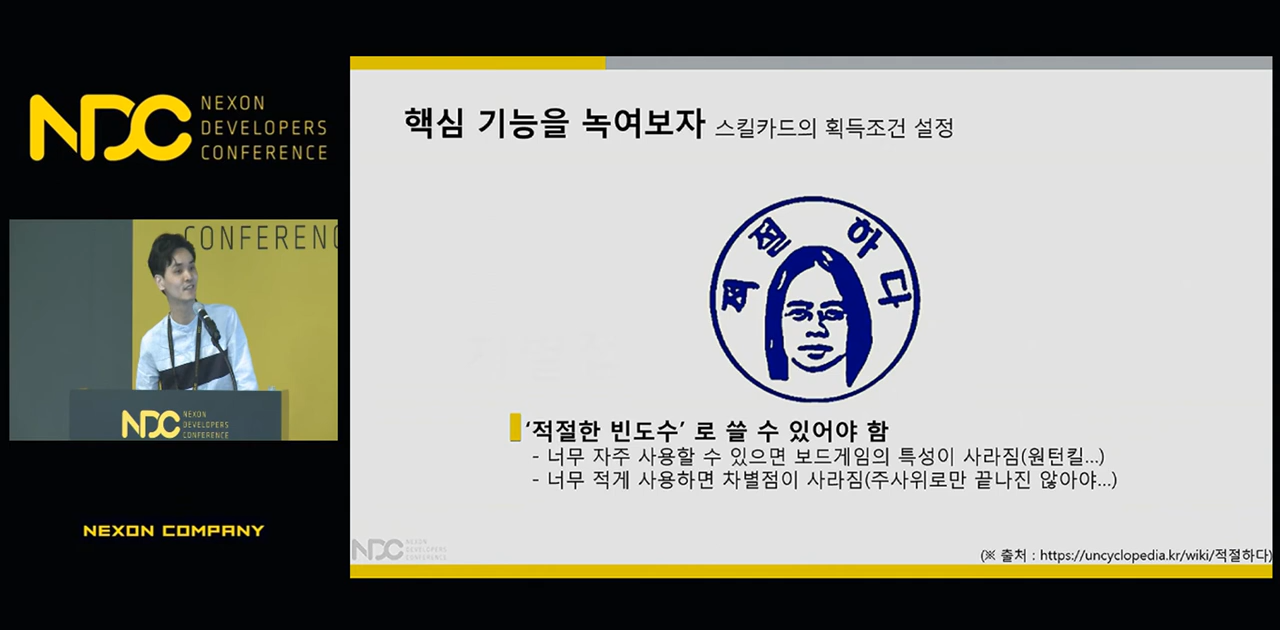 NDC NEXON
DEVELOPERS
CONFERENCE
CONFERENC
NDC NEXON
DEVELOPERS
CONFERENCE
NEXON COMPANY
핵심 기능을 녹여보자 스킬카드의 획득조건 설정
적절하다
‘적절한 빈도수’ 로 쓸 수 있어야 함
- 너무 자주 사용할 수 있으면 보드게임의 특성이 사라짐(원턴킬...)
- 너무 적게 사용하면 차별점이 사라짐(주사위로만 끝나진 않아야...)
NDC NEXON
DEVELOPERS
CONFERENCE
(※ 출처 : https://uncyclopedia.kr/wiki/적절하다)